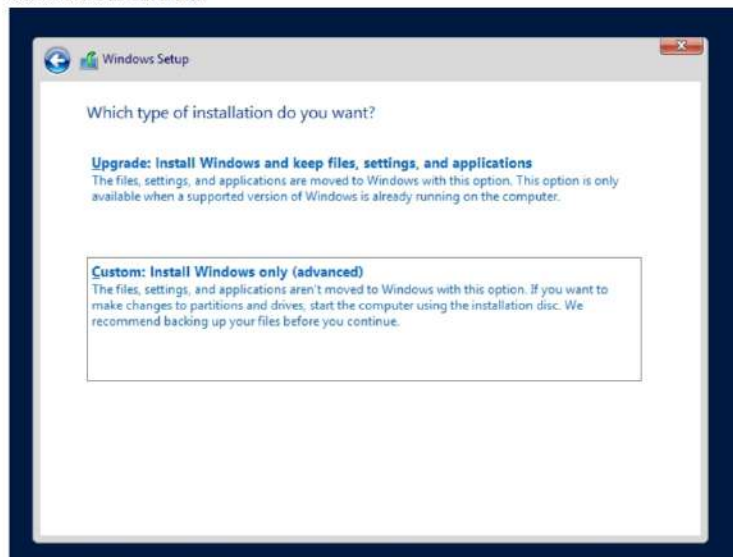 Windows Setup
Which type of installation do you want?
Upgrade: Install Windows and keep files, settings, and applications
The files, settings, and applications are moved to Windows with this option. This option is only
available when a supported version of Windows is already running on the computer.
Custom: Install Windows only (advanced)
The files, settings, and applications aren't moved to Windows with this option. If you want to
make changes to partitions and drives, start the computer using the installation disc. We
recommend backing up your files before you continue.